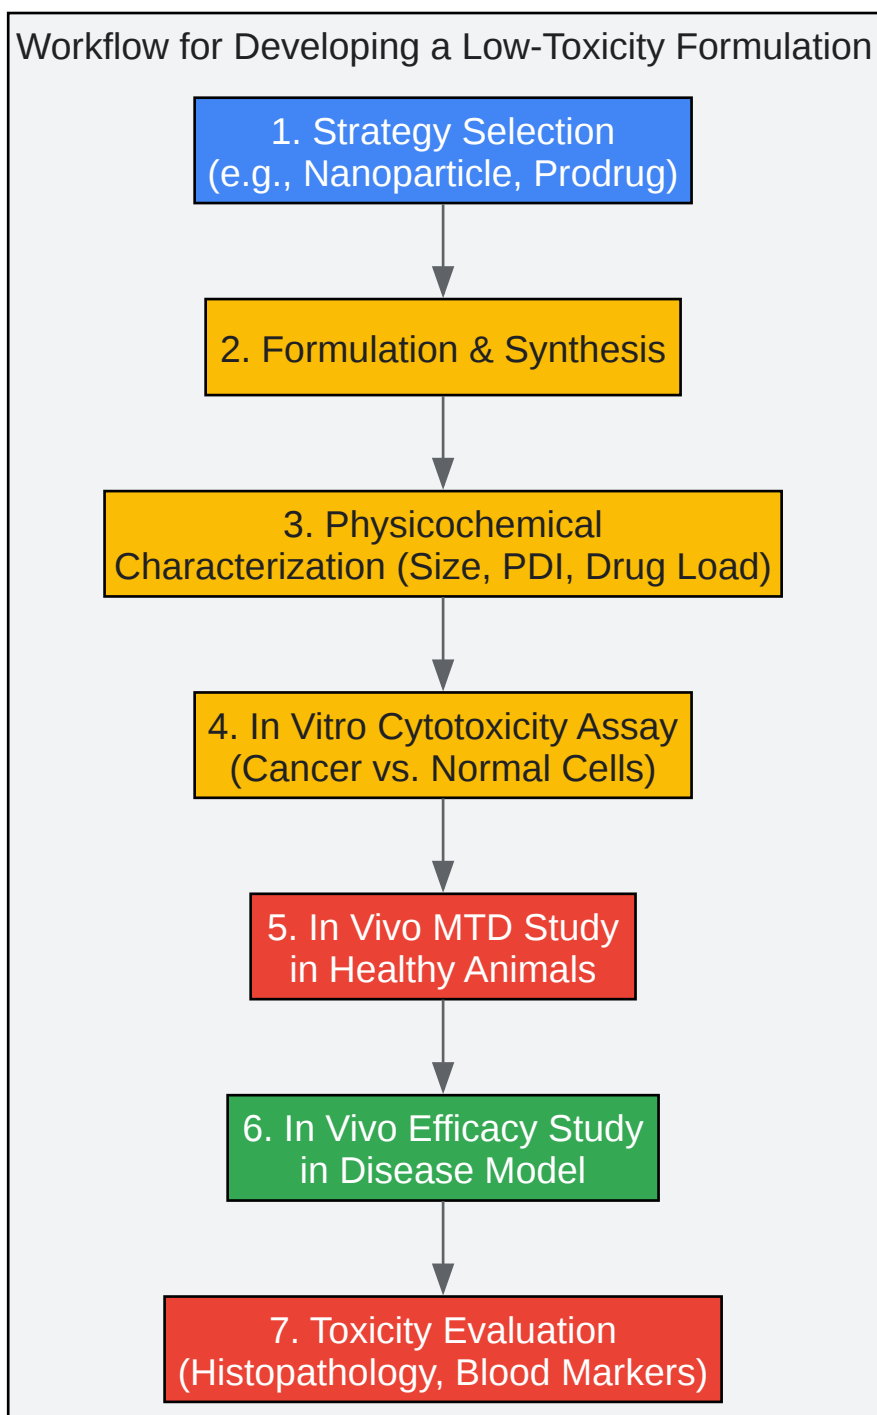 Workflow for Developing a Low-Toxicity Formulation
1. Strategy Selection
(e.g., Nanoparticle, Prodrug)
2. Formulation & Synthesis
3. Physicochemical
Characterization (Size, PDI, Drug Load)
4. In Vitro Cytotoxicity Assay
(Cancer vs. Normal Cells)
5. In Vivo MTD Study
in Healthy Animals
6. In Vivo Efficacy Study
in Disease Model
7. Toxicity Evaluation
(Histopathology, Blood Markers)